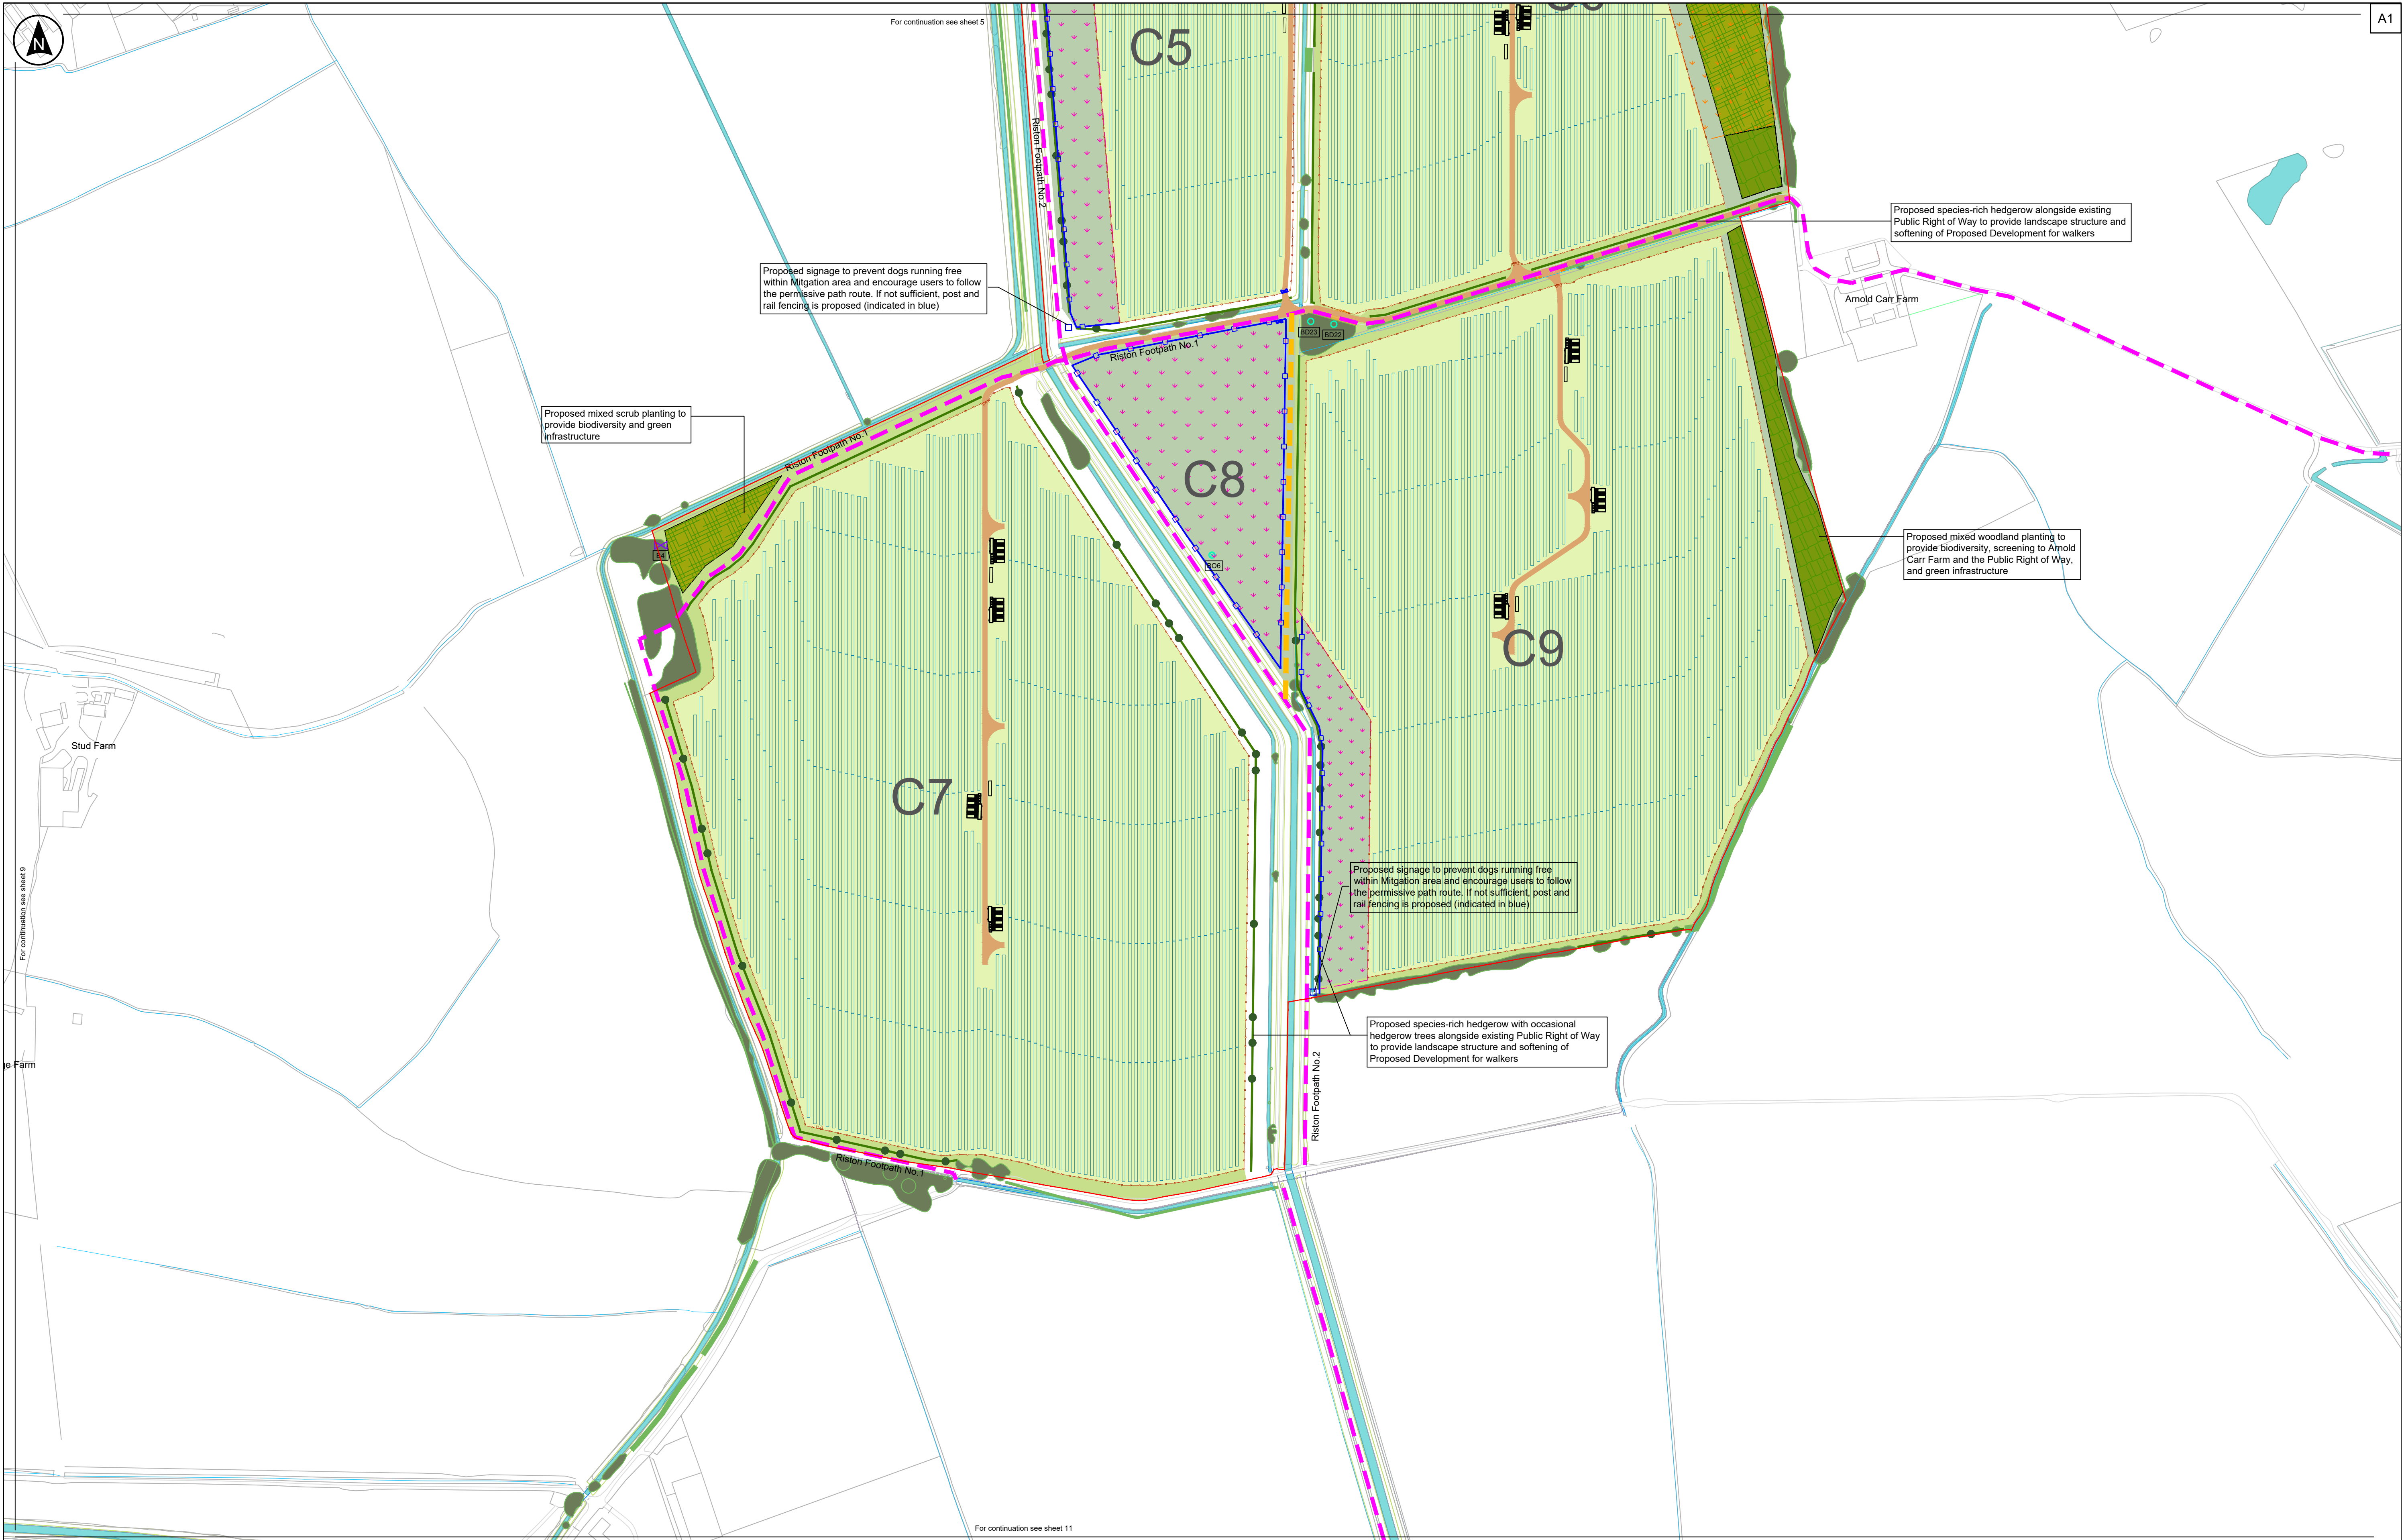 For continuation see sheet 5
A1
N
C5
Riston Footpath No.2
Proposed species-rich hedgerow alongside existing
Public Right of Way to provide landscape structure and
softening of Proposed Development for walkers
Proposed signage to prevent dogs running free
within Mitgation area and encourage users to follow
the permissive path route. If not sufficient, post and
rail fencing is proposed (indicated in blue)
Arnold Carr Farm
BD23
BD22
Riston Footpath No.1
Proposed mixed scrub planting to
provide biodiversity and green
infrastructure
Riston Footpath No.1
C8
Proposed mixed woodland planting to
provide biodiversity, screening to Arnold
Carr Farm and the Public Right of Way,
and green infrastructure
B4
BO6
C9
Stud Farm
C7
For continuation see sheet 9
Proposed signage to prevent dogs running free
within Mitgation area and encourage users to follow
the permissive path route. If not sufficient, post and
rail fencing is proposed (indicated in blue)
Proposed species-rich hedgerow with occasional
hedgerow trees alongside existing Public Right of Way
to provide landscape structure and softening of
Proposed Development for walkers
ge Farm
Riston Footpath No.2
Riston Footpath No.1
For continuation see sheet 11